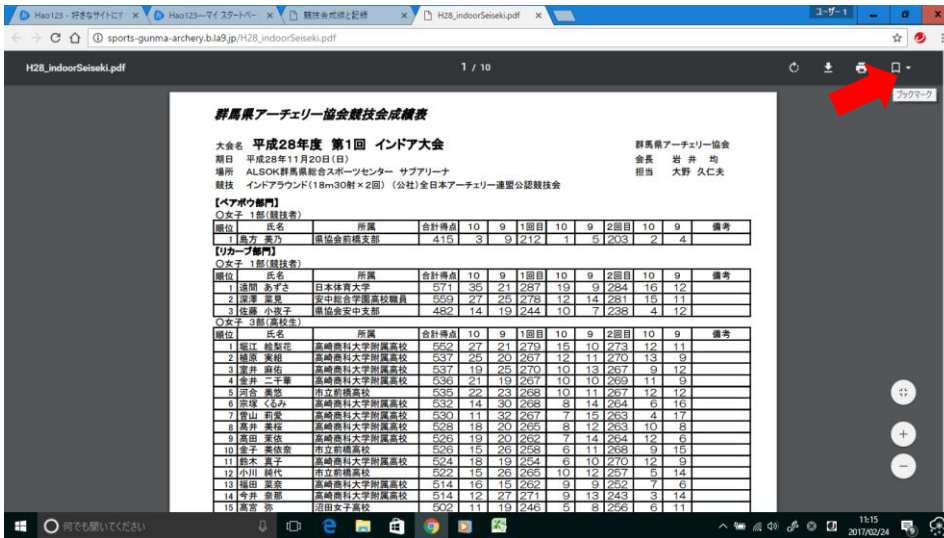 Hao123 - 好きなサイトにす
Hao123—マイ スタートペー
競技会成績と記録
H28_indoorSeiseki.pdf
ユーザー 1
sports-gunma-archery.b.la9.jp/H28_indoorSeiseki.pdf
H28_indoorSeiseki.pdf 1 / 10
ブックマーク
群馬県アーチェリー協会競技会成績表
大会名 平成28年度 第1回 インドア大会 群馬県アーチェリー協会
期日 平成28年11月20日(日) 会長 岩井 均
場所 ALSOK群馬県総合スポーツセンター サブアリーナ 担当 大野 久仁夫
競技 インドアラウンド(18m30射×2回) (公社)全日本アーチェリー連盟公認競技会
【ベアボウ部門】
〇女子 1部(競技者)
順位 氏名 所属 合計得点 10 9 1回目 10 9 2回目 10 9 備考
1 島方 美乃 県協会前橋支部 415 3 9 212 1 5 203 2 4
【リカーブ部門】
〇女子 1部(競技者)
順位 氏名 所属 合計得点 10 9 1回目 10 9 2回目 10 9 備考
1 遠間 あずさ 日本体育大学 571 35 21 287 19 9 284 16 12
2 深澤 菜見 安中総合学園高校職員 559 27 25 278 12 14 281 15 11
3 佐藤 小夜子 県協会安中支部 482 14 19 244 10 7 238 4 12
〇女子 3部(高校生)
順位 氏名 所属 合計得点 10 9 1回目 10 9 2回目 10 9 備考
1 堀江 絵梨花 高崎商科大学附属高校 552 27 21 279 15 10 273 12 11
2 植原 実組 高崎商科大学附属高校 537 25 20 267 12 11 270 13 9
3 室井 麻佑 高崎商科大学附属高校 537 19 25 270 10 13 267 9 12
4 金井 二千華 高崎商科大学附属高校 536 21 19 267 10 10 269 11 9
5 河合 美悠 市立前橋高校 535 22 23 268 10 11 267 12 12
6 宗塚 くるみ 高崎商科大学附属高校 532 14 30 268 8 14 264 6 16
7 曽山 莉愛 高崎商科大学附属高校 530 11 32 267 7 15 263 4 17
8 高井 美桜 高崎商科大学附属高校 528 18 20 265 8 12 263 10 8
9 高田 茉依 高崎商科大学附属高校 526 19 20 262 7 14 264 12 6
10 金子 美依奈 市立前橋高校 526 15 26 258 6 11 268 9 15
11 鈴木 真子 高崎商科大学附属高校 524 18 19 254 6 10 270 12 9
12 小川 純代 市立前橋高校 522 15 26 265 10 12 257 5 14
13 福田 菜奈 高崎商科大学附属高校 514 16 15 262 9 9 252 7 6
14 今井 奈那 高崎商科大学附属高校 514 12 27 271 9 13 243 3 14
15 高宮 弥 沼田女子高校 502 11 19 246 5 8 256 6 11
何でも聞いてください
11:15
2017/02/24